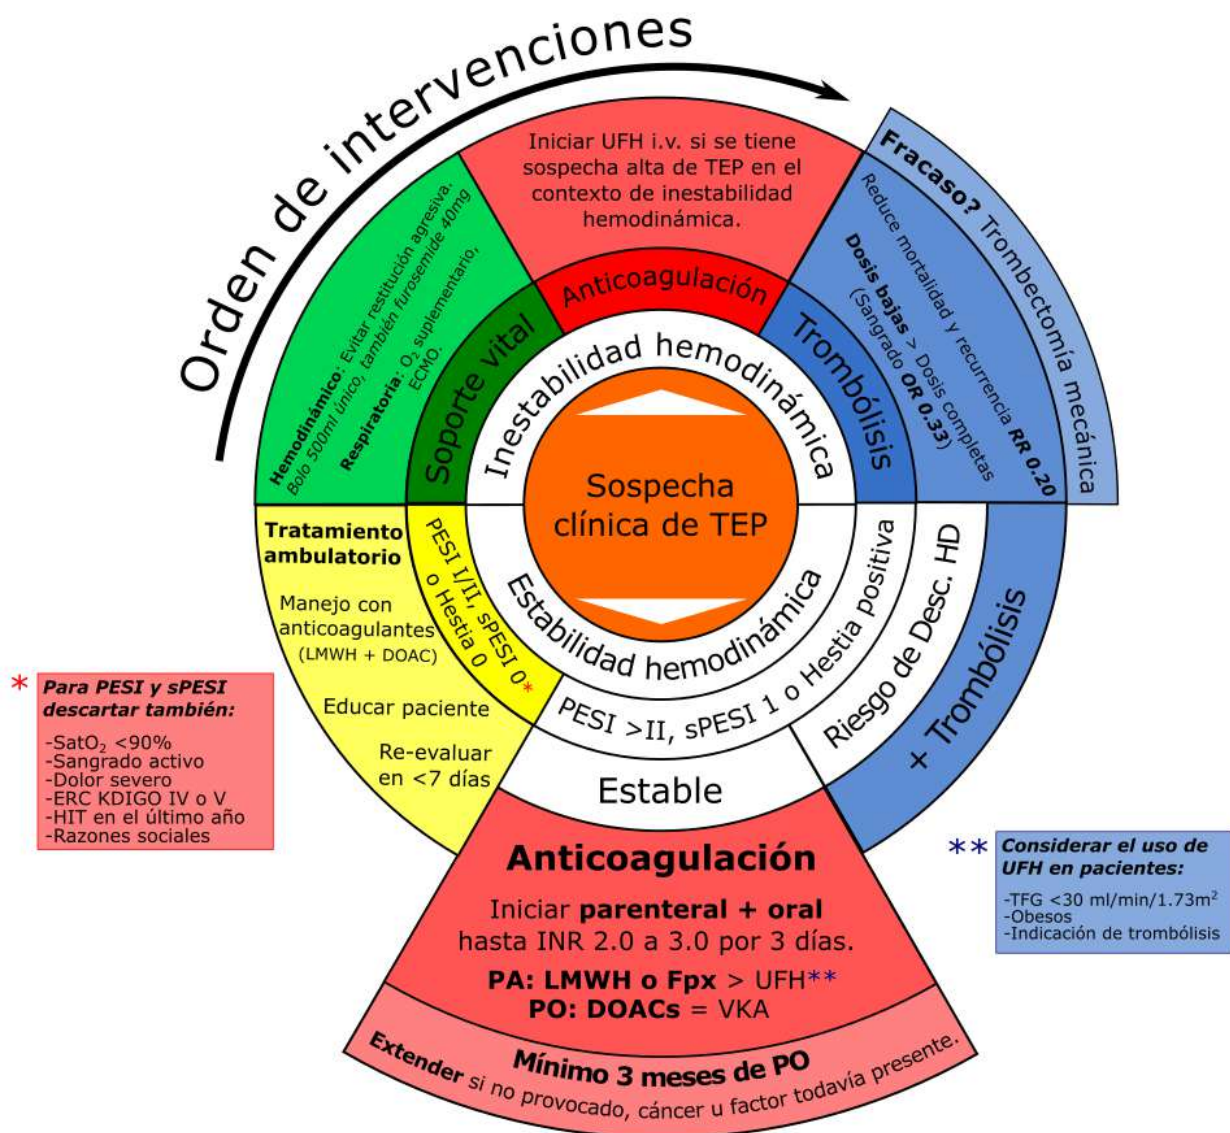 Orden de intervenciones
Iniciar UFH i.v. si se tiene
sospecha alta de TEP en el
contexto de inestabilidad
hemodinámica.
Anticoagulación
Hemodinámico: Evitar restitución agresiva.
Bolo 500ml único, también furosemide 40mg
Respiratoria: O₂ suplementario,
ECMO.
Soporte vital
Fracaso? Trombectomía mecánica
Reduce mortalidad y recurrencia RR 0.20
Dosis bajas > Dosis completas
(Sangrado OR 0.33)
Trombólisis
Inestabilidad hemodinámica
Sospecha
clínica de TEP
Estabilidad hemodinámica
Tratamiento
ambulatorio
Manejo con
anticoagulantes
(LMWH + DOAC)
Educar paciente
Re-evaluar
en <7 días
PESI I/II, sPESI 0*
o Hestia 0
PESI >II, sPESI 1 o Hestia positiva
Riesgo de Desc. HD
+ Trombólisis
Estable
Anticoagulación
Iniciar parenteral + oral
hasta INR 2.0 a 3.0 por 3 días.
PA: LMWH o Fpx > UFH**
PO: DOACs = VKA
Mínimo 3 meses de PO
Extender si no provocado, cáncer u factor todavía presente.
* Para PESI y sPESI
descartar también:
-SatO₂ <90%
-Sangrado activo
-Dolor severo
-ERC KDIGO IV o V
-HIT en el último año
-Razones sociales
** Considerar el uso de
UFH en pacientes:
-TFG <30 ml/min/1.73m²
-Obesos
-Indicación de trombólisis